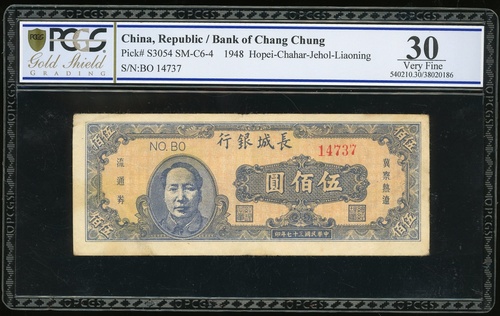 PCGS
Gold Shield
GRADING
China, Republic / Bank of Chang Chung
Pick# S3054 SM-C6-4 1948 Hopei-Chahar-Jehol-Liaoning
S/N:BO 14737
30
Very Fine
540210.30/38020186
伍佰
行銀城長
伍佰
NO. BO
14737
流通券
圓佰伍
冀察熱遼
伍佰
印年七十三國民華中
伍佰